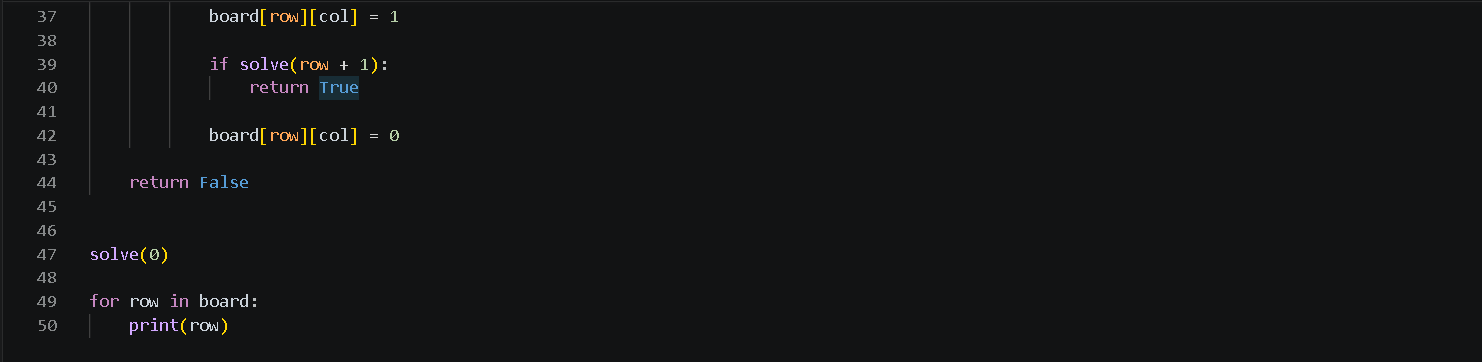 37 board[row][col] = 1
38
39 if solve(row + 1):
40 return True
41
42 board[row][col] = 0
43
44 return False
45
46
47 solve(0)
48
49 for row in board:
50 print(row)